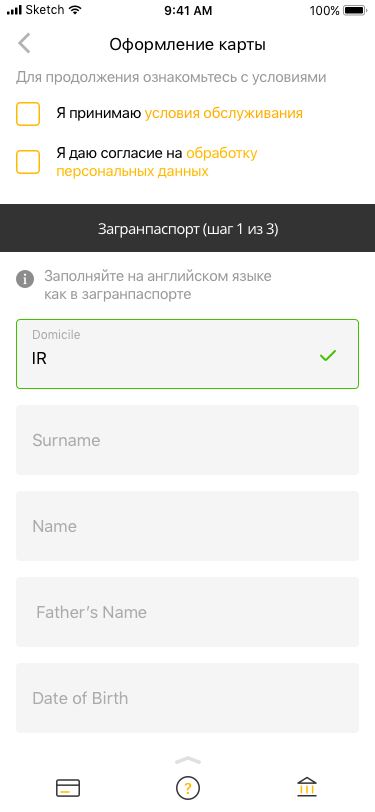 Sketch 9:41 AM 100%
Оформление карты
Для продолжения ознакомьтесь с условиями
Я принимаю условия обслуживания
Я даю согласие на обработку
персональных данных
Загранпаспорт (шаг 1 из 3)
Заполняйте на английском языке
как в загранпаспорте
Domicile
IR
Surname
Name
Father's Name
Date of Birth